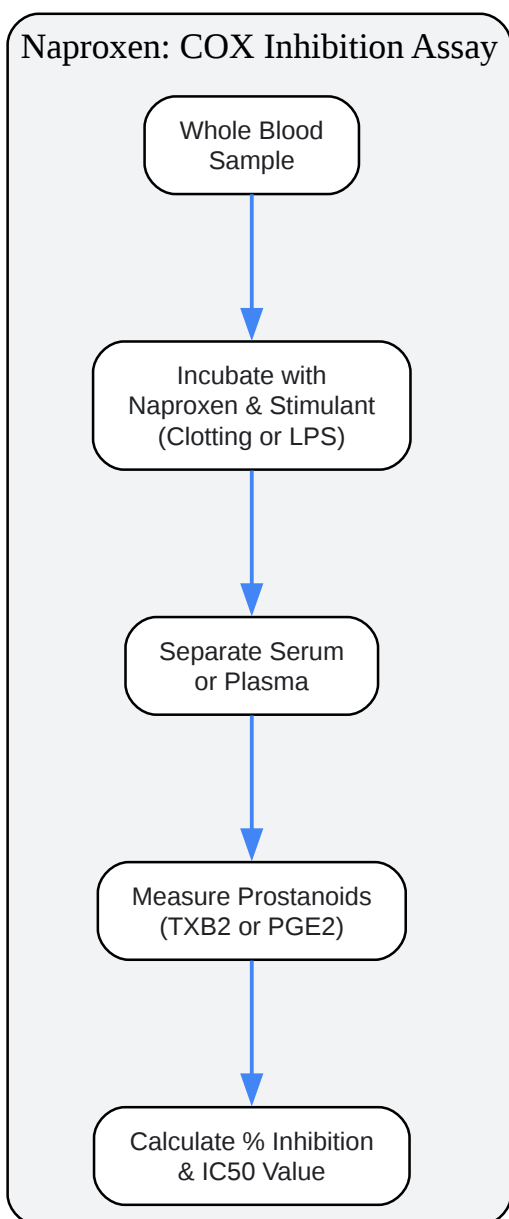 Naproxen: COX Inhibition Assay
Whole Blood
Sample
Incubate with
Naproxen & Stimulant
(Clotting or LPS)
Separate Serum
or Plasma
Measure Prostanoids
(TXB2 or PGE2)
Calculate % Inhibition
& IC50 Value